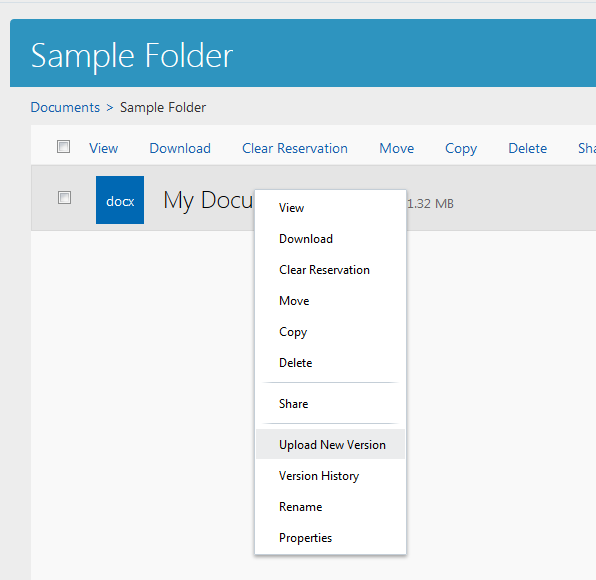 Sample Folder
Documents > Sample Folder
View Download Clear Reservation Move Copy Delete Sha
docx My Docu 1.32 MB
View
Download
Clear Reservation
Move
Copy
Delete
Share
Upload New Version
Version History
Rename
Properties